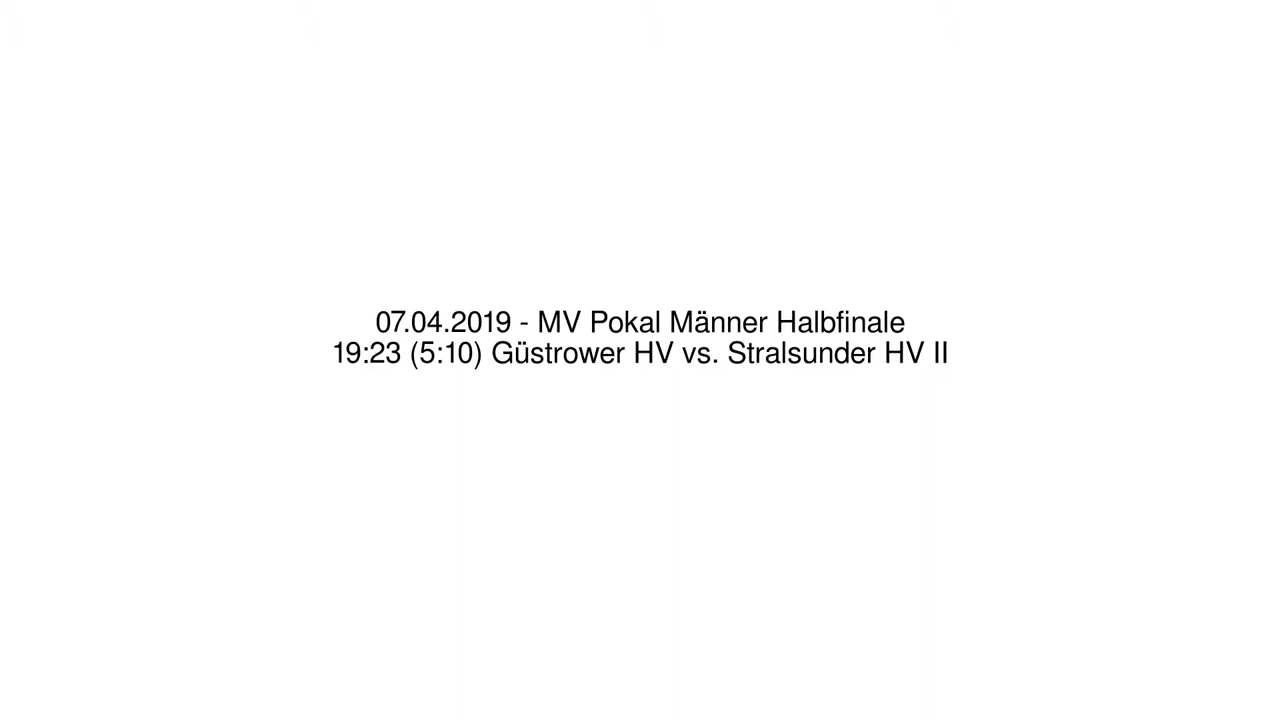 07.04.2019 - MV Pokal Männer Halbfinale
19:23 (5:10) Güstrower HV vs. Stralsunder HV II